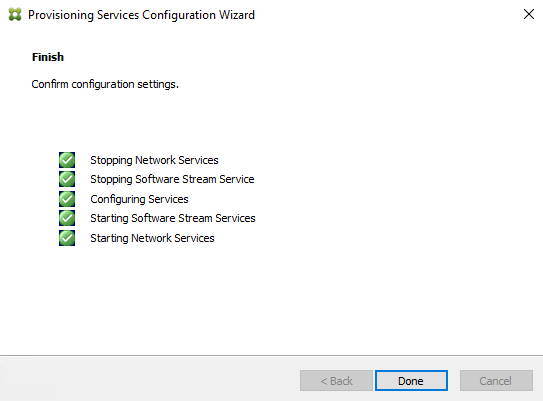 Provisioning Services Configuration Wizard
Finish
Confirm configuration settings.
Stopping Network Services
Stopping Software Stream Service
Configuring Services
Starting Software Stream Services
Starting Network Services
< Back Done Cancel